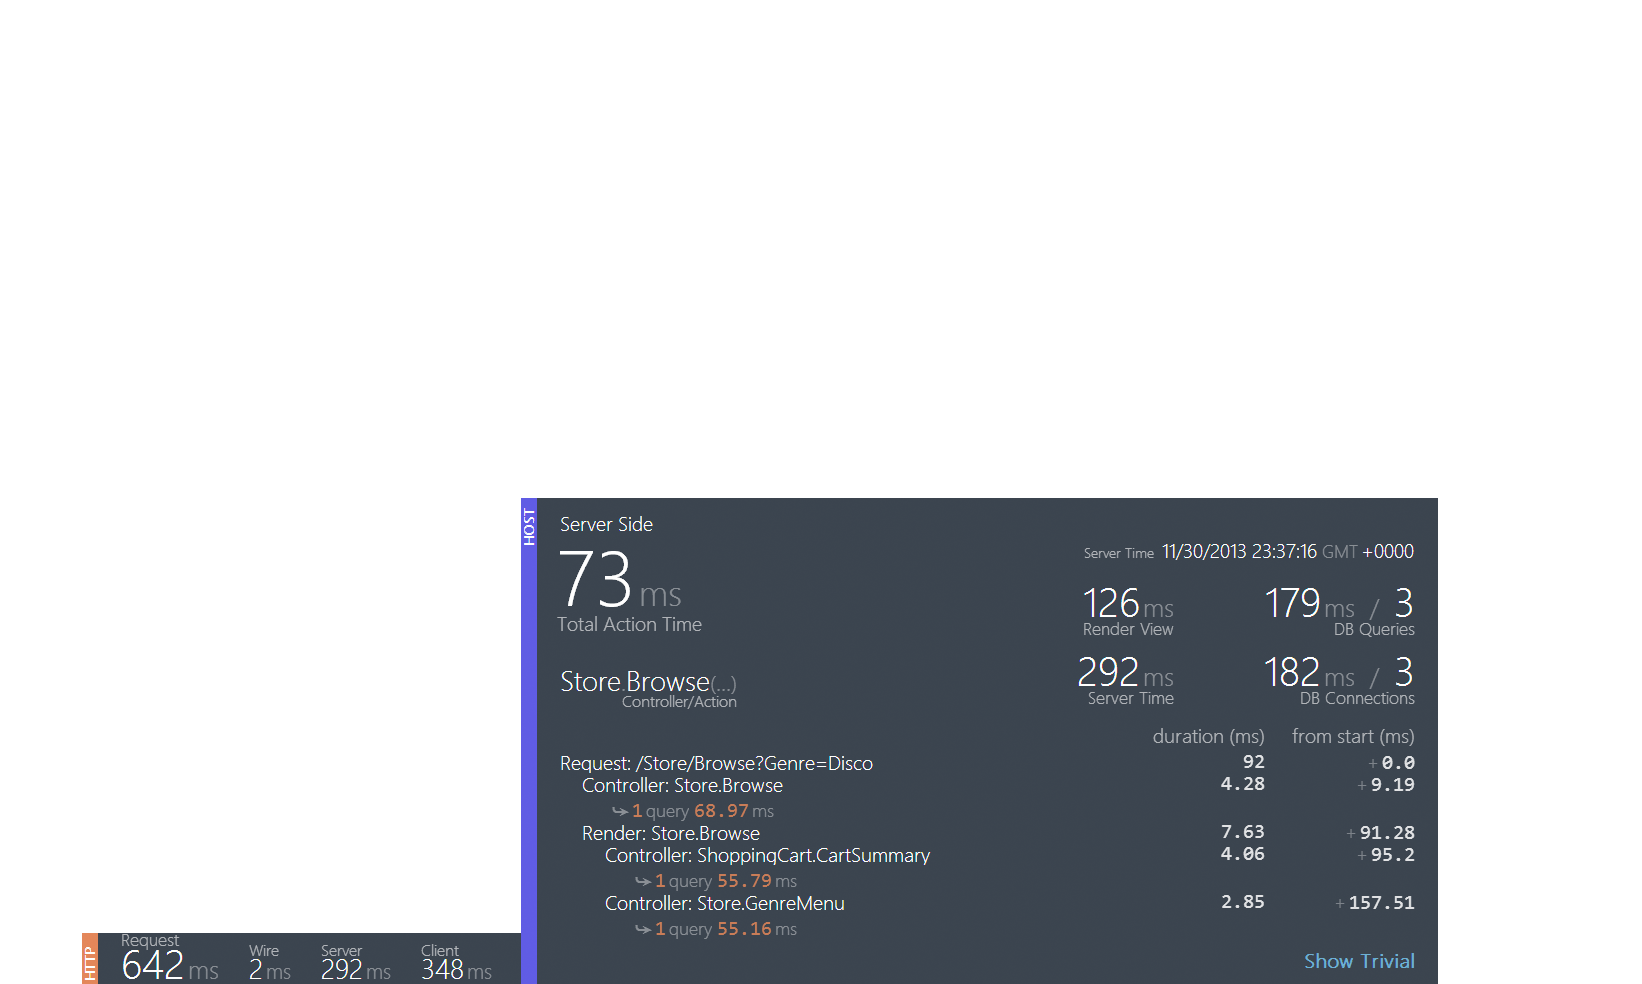 HOST
Server Side
73 ms
Total Action Time
Server Time 11/30/2013 23:37:16 GMT +0000
126 ms
Render View
179 ms / 3
DB Queries
Store.Browse(...)
Controller/Action
292 ms
Server Time
182 ms / 3
DB Connections
duration (ms) from start (ms)
Request: /Store/Browse?Genre=Disco 92 +0.0
Controller: Store.Browse 4.28 +9.19
↪ 1 query 68.97 ms
Render: Store.Browse 7.63 +91.28
Controller: ShoppingCart.CartSummary 4.06 +95.2
↪ 1 query 55.79 ms
Controller: Store.GenreMenu 2.85 +157.51
↪ 1 query 55.16 ms
Show Trivial
HTTP
Request
642 ms
Wire
2 ms
Server
292 ms
Client
348 ms